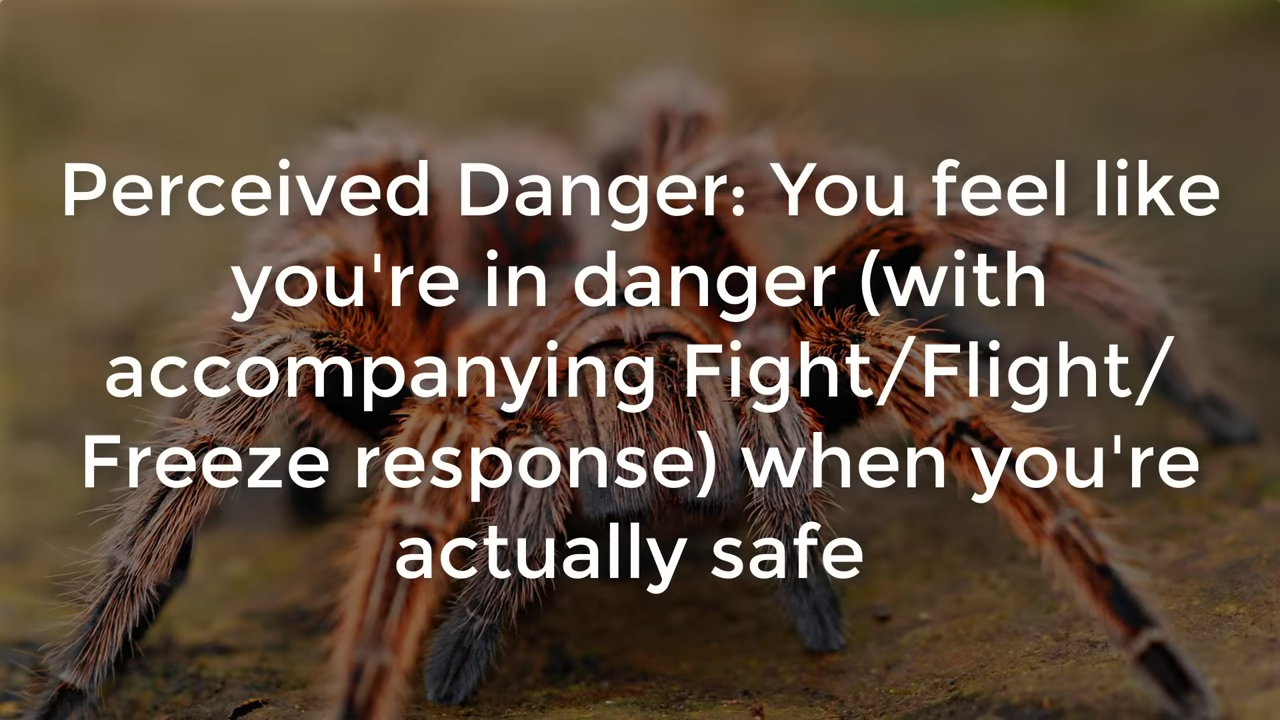 Perceived Danger: You feel like
you're in danger (with
accompanying Fight/Flight/
Freeze response) when you're
actually safe